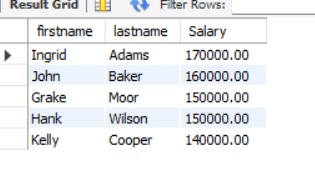 Result Grid Filter Rows:
firstname lastname Salary
Ingrid Adams 170000.00
John Baker 160000.00
Grake Moor 150000.00
Hank Wilson 150000.00
Kelly Cooper 140000.00